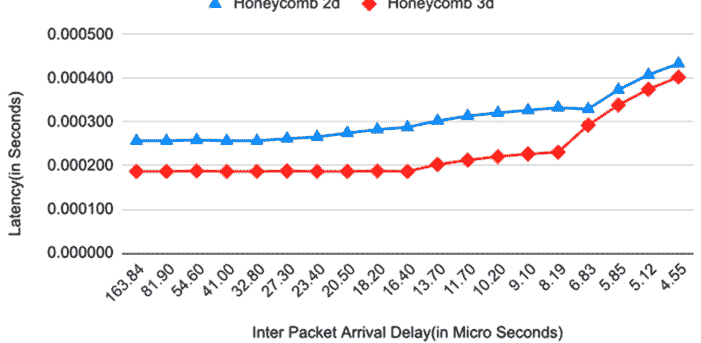 Honeycomb 2d Honeycomb 3d
0.000500
0.000400
0.000300
0.000200
0.000100
0.000000
Latency(in Seconds)
163.84 81.90 54.60 41.00 32.80 27.30 23.40 20.50 18.20 16.40 13.70 11.70 10.20 9.10 8.19 6.83 5.85 5.12 4.55
Inter Packet Arrival Delay(in Micro Seconds)